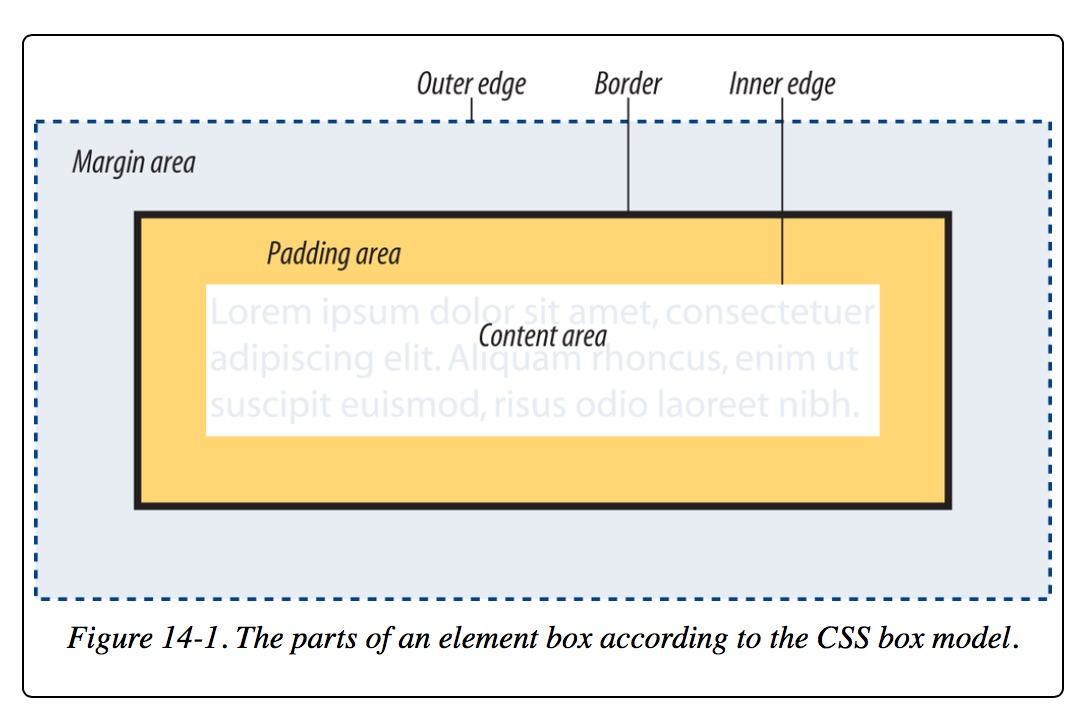 Outer edge Border Inner edge
Margin area
Padding area
Lorem ipsum dolor sit amet, consectetuer
Content area
adipiscing elit. Aliquam rhoncus, enim ut
suscipit euismod, risus odio laoreet nibh.
Figure 14-1. The parts of an element box according to the CSS box model.